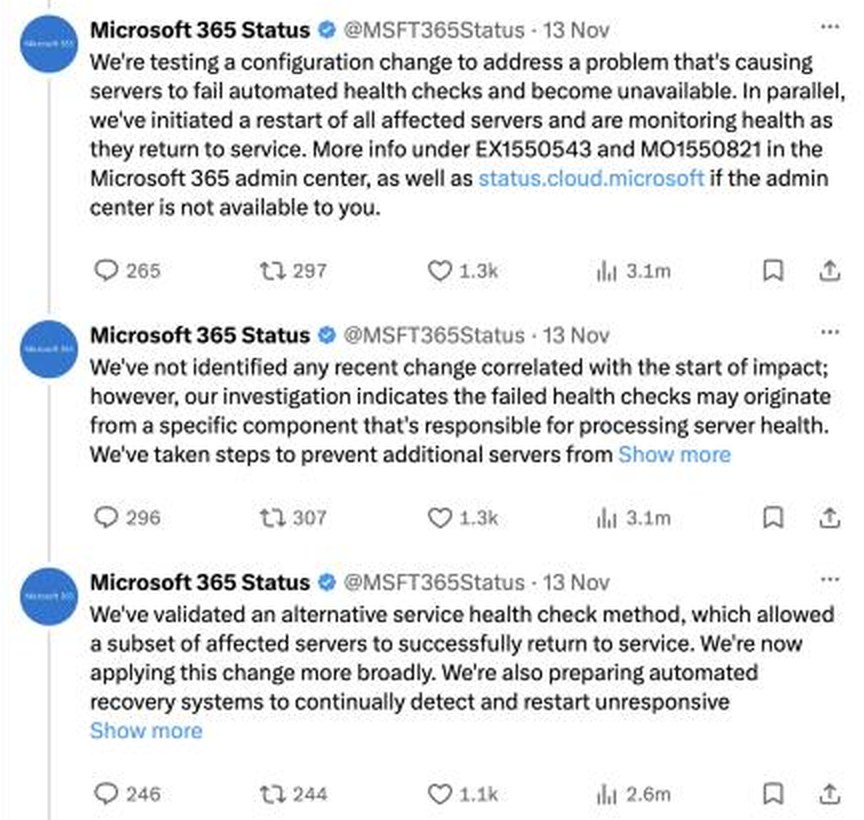 Microsoft 365 Status @MSFT365Status · 13 Nov
We're testing a configuration change to address a problem that's causing
servers to fail automated health checks and become unavailable. In parallel,
we've initiated a restart of all affected servers and are monitoring health as
they return to service. More info under EX1550543 and MO1550821 in the
Microsoft 365 admin center, as well as status.cloud.microsoft if the admin
center is not available to you.
265 297 1.3k 3.1m
Microsoft 365 Status @MSFT365Status · 13 Nov
We've not identified any recent change correlated with the start of impact;
however, our investigation indicates the failed health checks may originate
from a specific component that's responsible for processing server health.
We've taken steps to prevent additional servers from Show more
296 307 1.3k 3.1m
Microsoft 365 Status @MSFT365Status · 13 Nov
We've validated an alternative service health check method, which allowed
a subset of affected servers to successfully return to service. We're now
applying this change more broadly. We're also preparing automated
recovery systems to continually detect and restart unresponsive
Show more
246 244 1.1k 2.6m